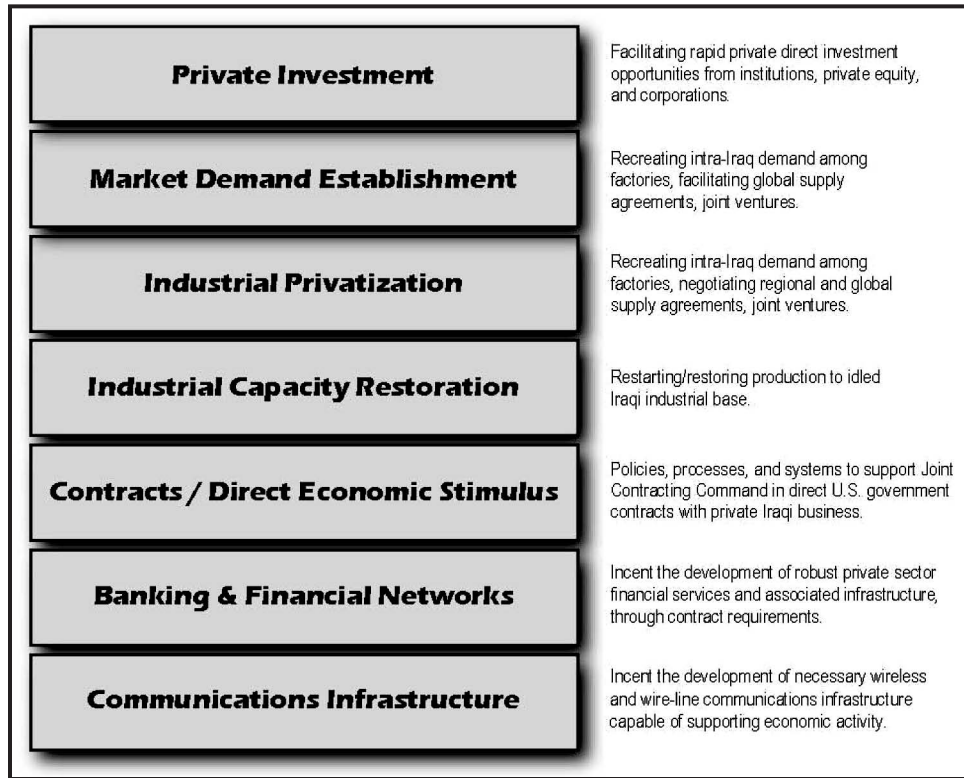 Private Investment
Facilitating rapid private direct investment
opportunities from institutions, private equity,
and corporations.
Market Demand Establishment
Recreating intra-Iraq demand among
factories, facilitating global supply
agreements, joint ventures.
Industrial Privatization
Recreating intra-Iraq demand among
factories, negotiating regional and global
supply agreements, joint ventures.
Industrial Capacity Restoration
Restarting/restoring production to idled
Iraqi industrial base.
Contracts / Direct Economic Stimulus
Policies, processes, and systems to support Joint
Contracting Command in direct U.S. government
contracts with private Iraqi business.
Banking & Financial Networks
Incent the development of robust private sector
financial services and associated infrastructure,
through contract requirements.
Communications Infrastructure
Incent the development of necessary wireless
and wire-line communications infrastructure
capable of supporting economic activity.